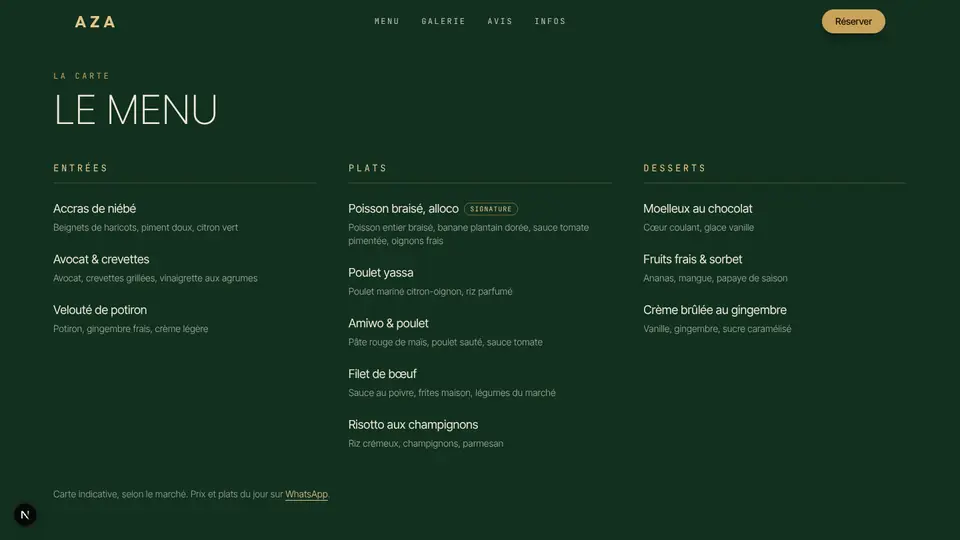 AZA
MENU
GALERIE
AVIS
INFOS
Réserver
LA CARTE
LE MENU
ENTRÉES
Accras de niébé
Beignets de haricots, piment doux, citron vert
Avocat & crevettes
Avocat, crevettes grillées, vinaigrette aux agrumes
Velouté de potiron
Potiron, gingembre frais, crème légère
PLATS
Poisson braisé, alloco SIGNATURE
Poisson entier braisé, banane plantain dorée, sauce tomate
pimentée, oignons frais
Poulet yassa
Poulet mariné citron-oignon, riz parfumé
Amiwo & poulet
Pâte rouge de maïs, poulet sauté, sauce tomate
Filet de bœuf
Sauce au poivre, frites maison, légumes du marché
Risotto aux champignons
Riz crémeux, champignons, parmesan
DESSERTS
Moelleux au chocolat
Cœur coulant, glace vanille
Fruits frais & sorbet
Ananas, mangue, papaye de saison
Crème brûlée au gingembre
Vanille, gingembre, sucre caramélisé
Carte indicative, selon le marché. Prix et plats du jour sur WhatsApp.
N